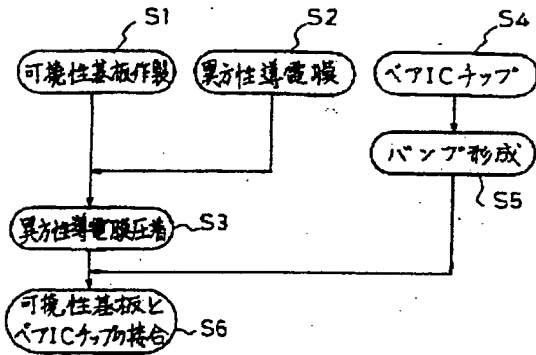 S1
S2
S4
可撓性基板作製
異方性導電膜
ベアICチップ
バンプ形成
S5
異方性導電膜圧着
S3
可撓性基板と
ベアICチップの接合
S6